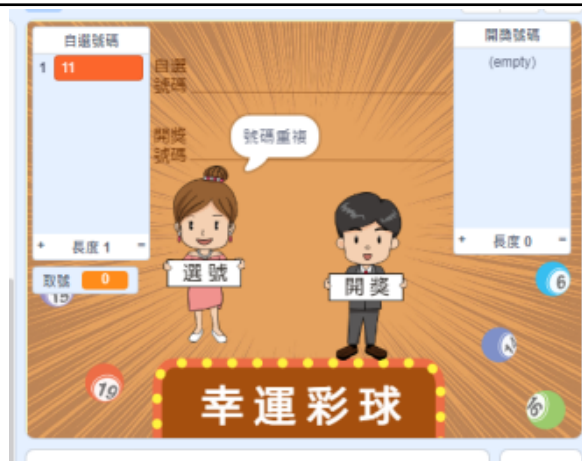 自選號碼
1 11
+ 長度 1 =
取號 0
自選
號碼
開獎
號碼
號碼重複
選號
開獎
開獎號碼
(empty)
+ 長度 0 =
6
19
16
幸運彩球